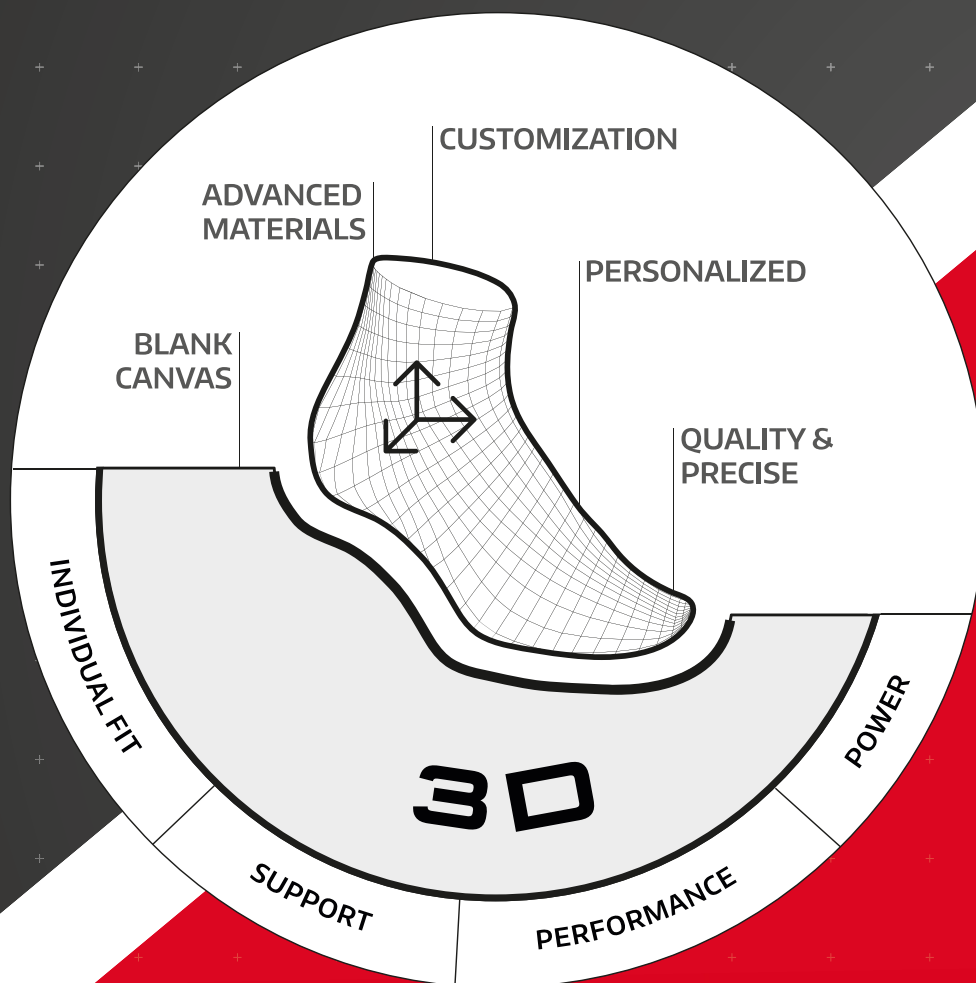 CUSTOMIZATION
ADVANCED
MATERIALS
PERSONALIZED
BLANK
CANVAS
QUALITY &
PRECISE
INDIVIDUAL FIT
POWER
3D
SUPPORT
PERFORMANCE